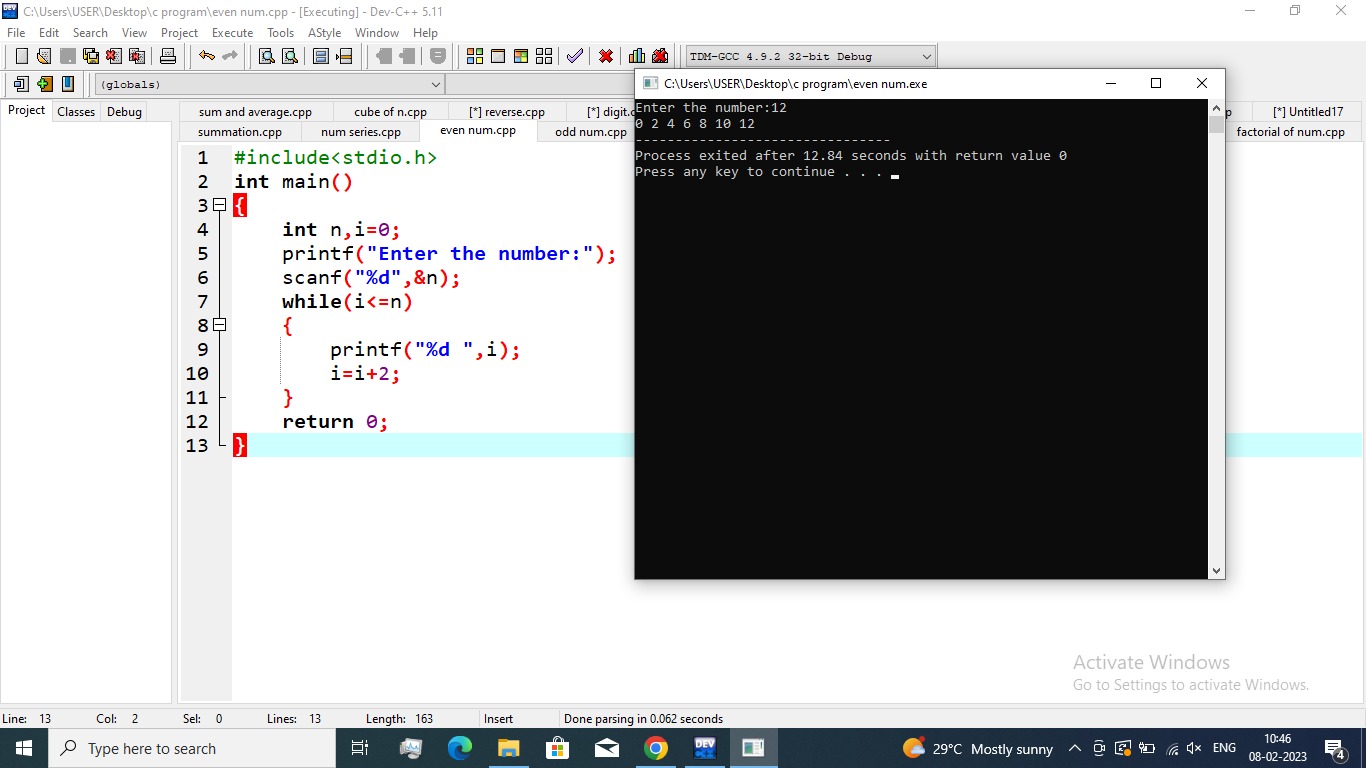 C:\Users\USER\Desktop\c program\even num.cpp - [Executing] - Dev-C++ 5.11
File Edit Search View Project Execute Tools AStyle Window Help
TDM-GCC 4.9.2 32-bit Debug
(globals)
Project Classes Debug
sum and average.cpp cube of n.cpp [*] reverse.cpp [*] digit.c [*] Untitled17
summation.cpp num series.cpp even num.cpp odd num.cpp factorial of num.cpp
1 #include<stdio.h>
2 int main()
3 {
4 int n,i=0;
5 printf("Enter the number:");
6 scanf("%d",&n);
7 while(i<=n)
8 {
9 printf("%d ",i);
10 i=i+2;
11 }
12 return 0;
13 }
C:\Users\USER\Desktop\c program\even num.exe
Enter the number:12
0 2 4 6 8 10 12
--------------------------------
Process exited after 12.84 seconds with return value 0
Press any key to continue . . .
Activate Windows
Go to Settings to activate Windows.
Line: 13 Col: 2 Sel: 0 Lines: 13 Length: 163 Insert Done parsing in 0.062 seconds
Type here to search
DEV
29°C Mostly sunny
ENG
10:46
08-02-2023
4